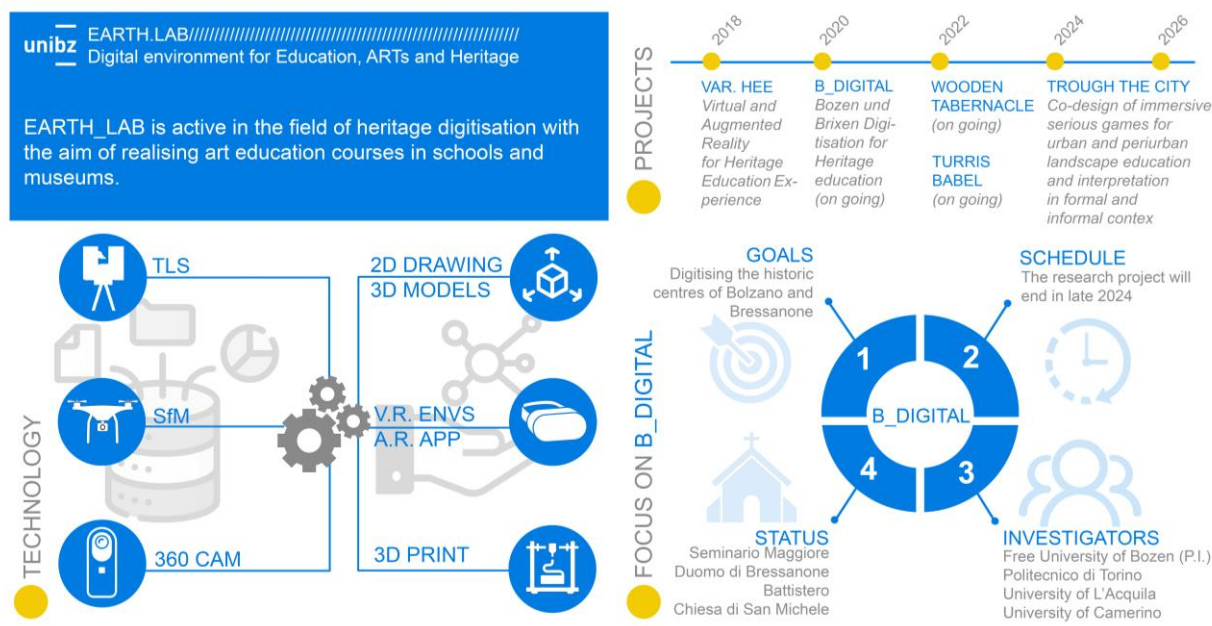 unibz
EARTH.LAB//////////////////////////////////////////////////////////////////
Digital environment for Education, ARTs and Heritage
EARTH_LAB is active in the field of heritage digitisation with
the aim of realising art education courses in schools and
museums.
PROJECTS
2018
2020
2022
2024
2026
VAR. HEE
Virtual and
Augmented
Reality
for Heritage
Education Ex-
perience
B_DIGITAL
Bozen und
Brixen Digi-
tisation for
Heritage
education
(on going)
WOODEN
TABERNACLE
(on going)
TURRIS
BABEL
(on going)
TROUGH THE CITY
Co-design of immersive
serious games for
urban and periurban
landscape education
and interpretation
in formal and
informal contex
TECHNOLOGY
TLS
SfM
360 CAM
2D DRAWING
3D MODELS
V.R. ENVS
A.R. APP
3D PRINT
FOCUS ON B_DIGITAL
GOALS
Digitising the historic
centres of Bolzano and
Bressanone
SCHEDULE
The research project will
end in late 2024
1
2
B_DIGITAL
4
3
STATUS
Seminario Maggiore
Duomo di Bressanone
Battistero
Chiesa di San Michele
INVESTIGATORS
Free University of Bozen (P.I.)
Politecnico di Torino
University of L'Acquila
University of Camerino